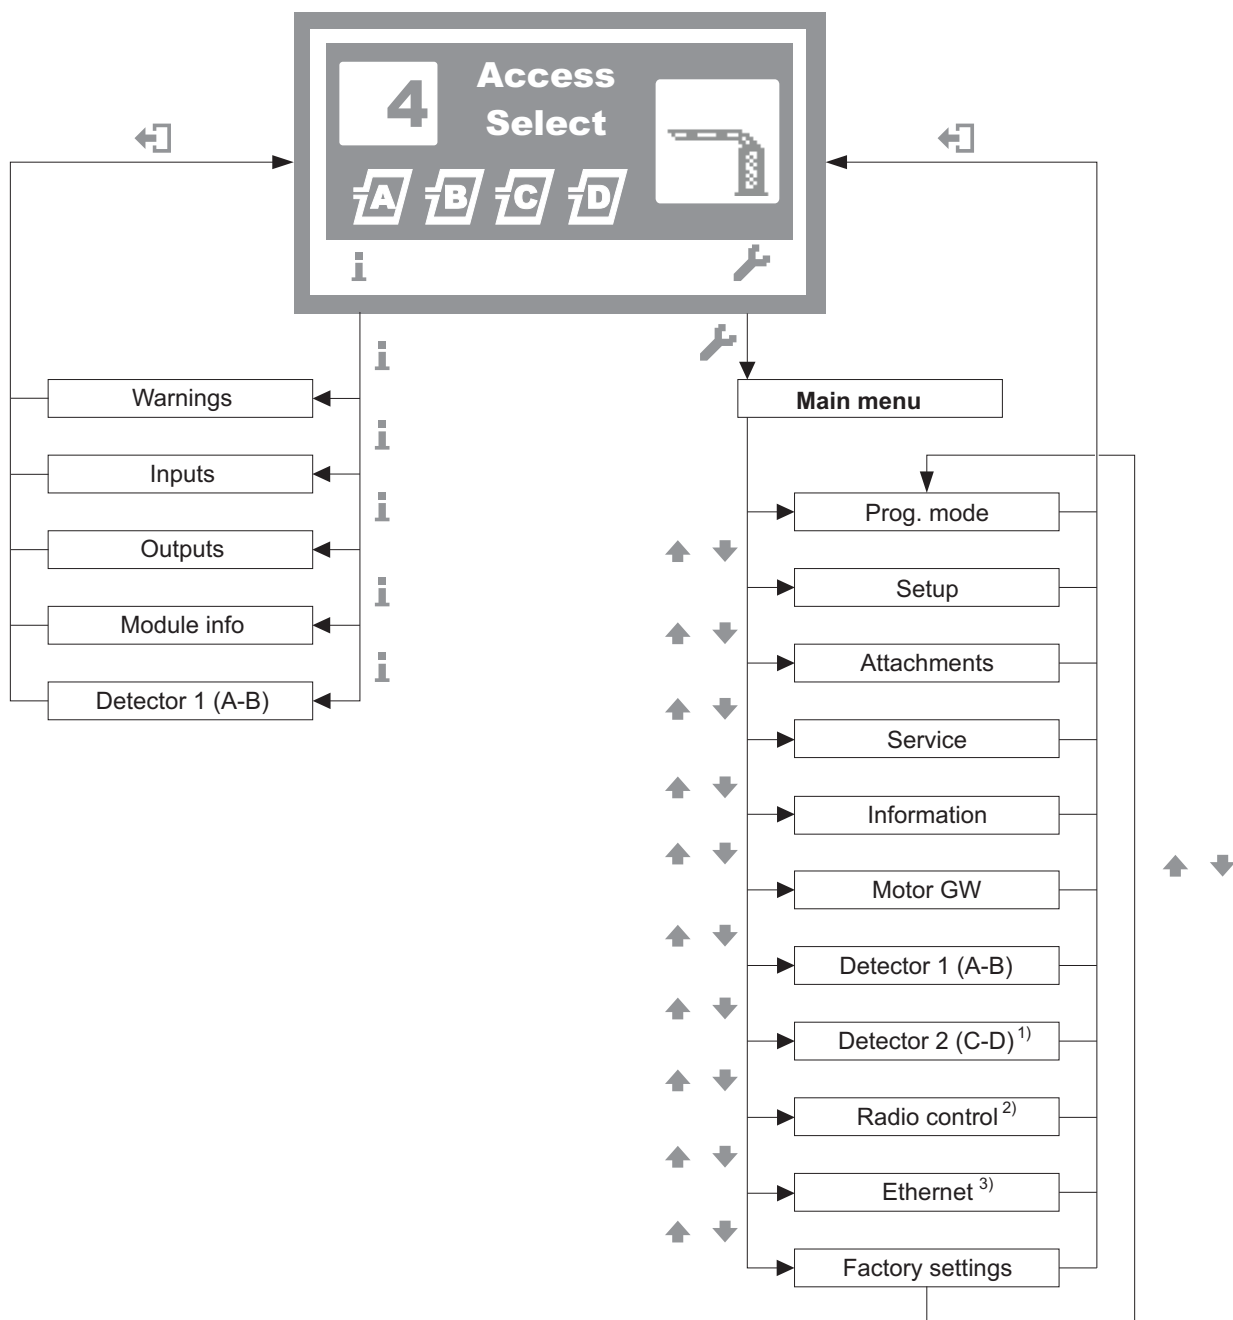 4
Access
Select
A B C D
i
i
Warnings
Main menu
i
Inputs
i
Prog. mode
Outputs
i
Setup
Module info
i
Attachments
Detector 1 (A-B)
Service
Information
Motor GW
Detector 1 (A-B)
Detector 2 (C-D) 1)
Radio control 2)
Ethernet 3)
Factory settings